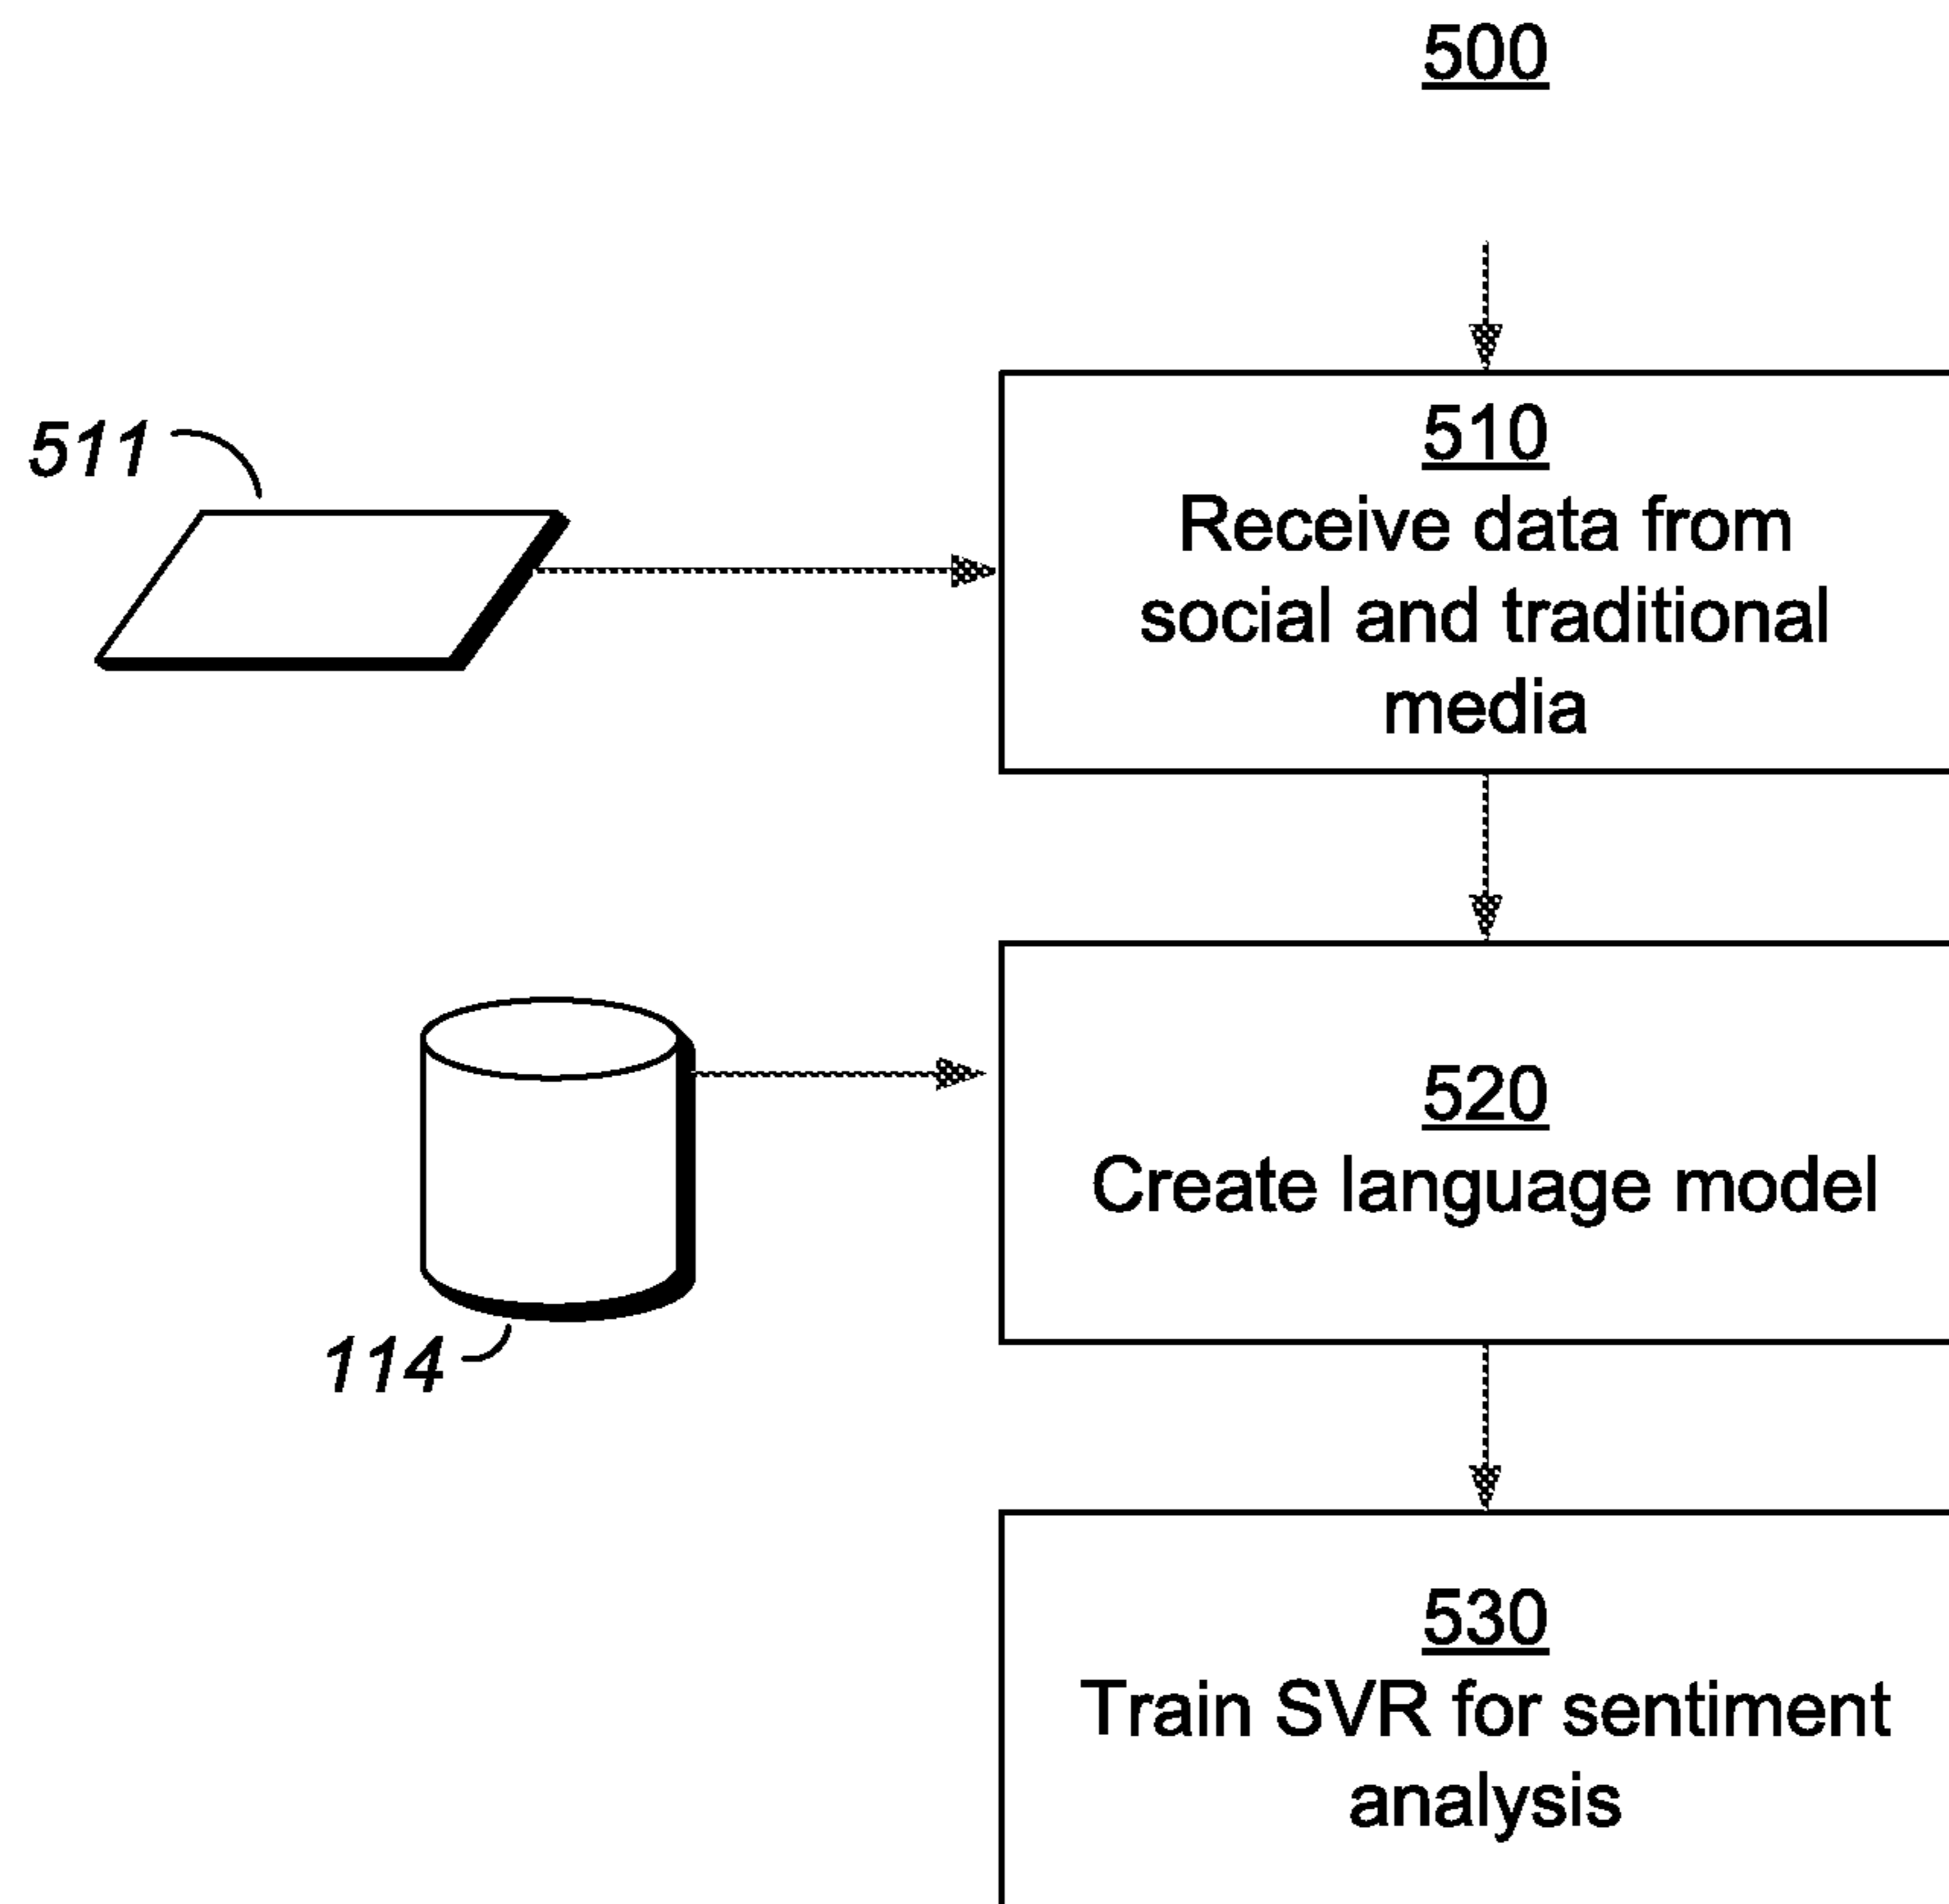 500
511
510
Receive data from
social and traditional
media
520
Create language model
114
530
Train SVR for sentiment
analysis